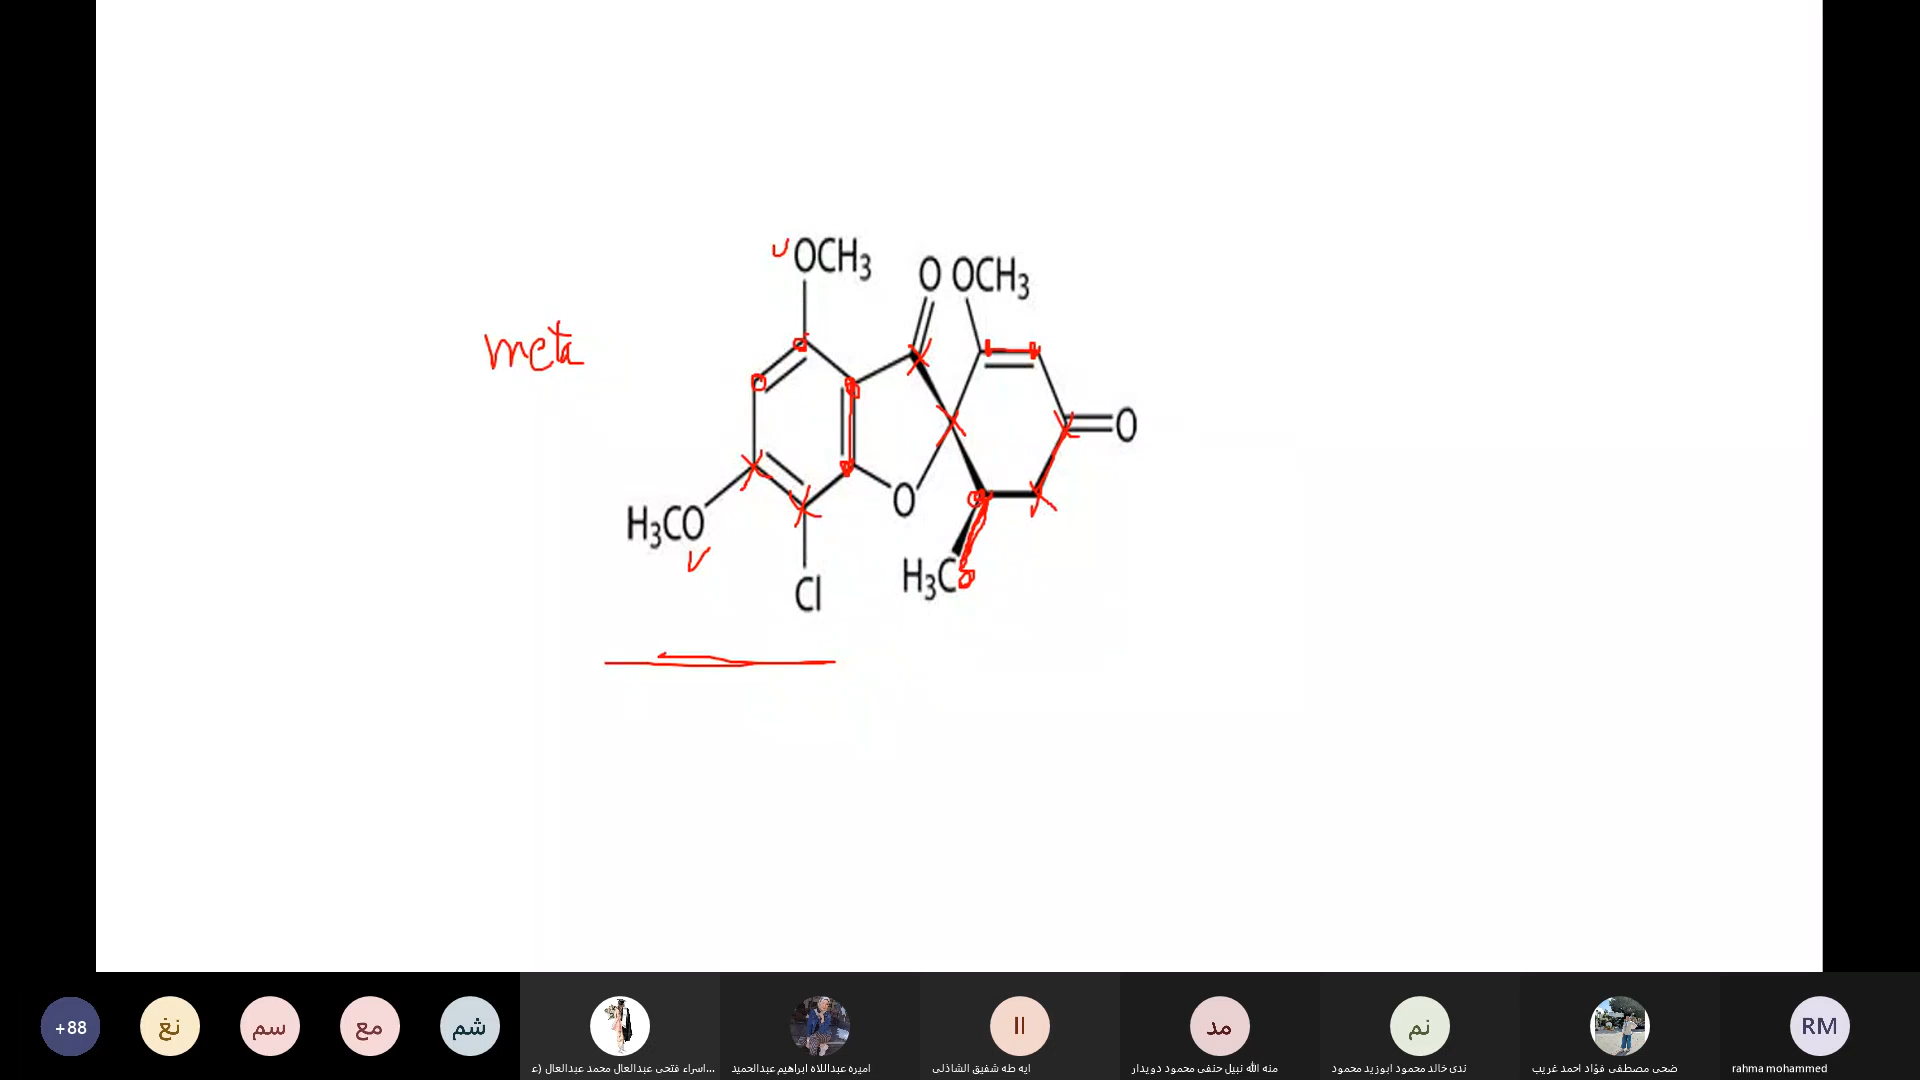 OCH3
O OCH3
meta
O
O
H3CO
H3C
Cl
+88
نغ
سم
مع
شم
اا
مد
نم
RM
اسراء فتحى عبدالعال محمد عبدالعال (ع...
اميره عبداللاه ابراهيم عبدالحميد
ايه طه شفيق الشاذلى
منه الله نبيل حنفى محمود دويدار
ندى خالد محمود ابوزيد محمود
ضحى مصطفى فؤاد احمد غريب
rahma mohammed